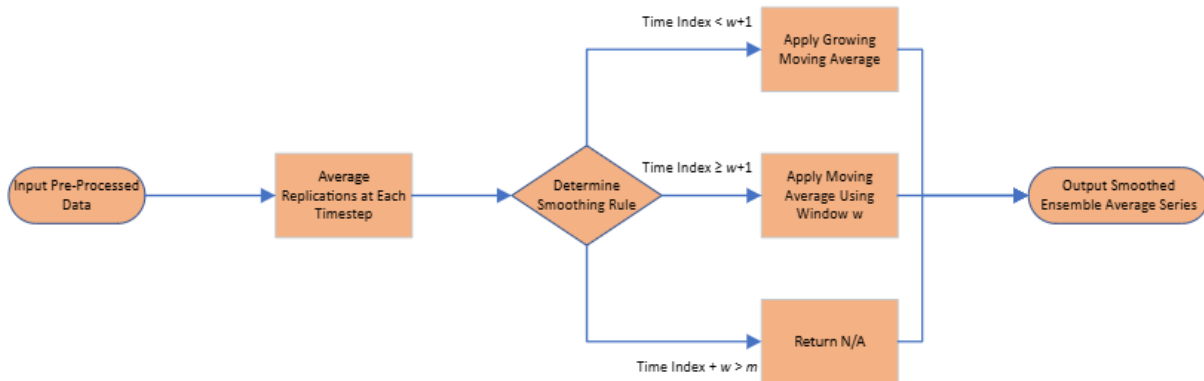 Time Index < w+1
Apply Growing
Moving Average
Input Pre-Processed
Data
Average
Replications at Each
Timestep
Determine
Smoothing Rule
Time Index ≥ w+1
Apply Moving
Average Using
Window w
Output Smoothed
Ensemble Average Series
Time Index + w > m
Return N/A